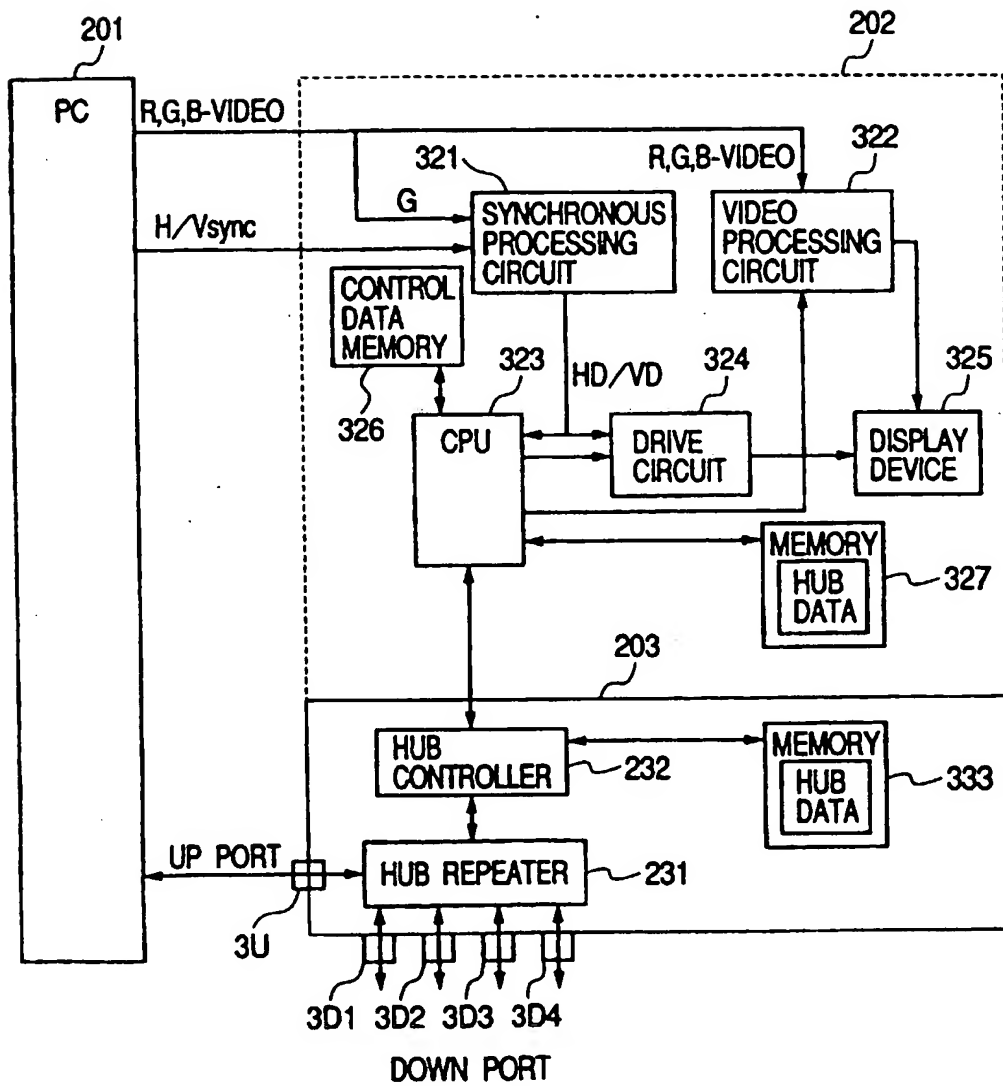 201
202
PC
R,G,B-VIDEO
321
R,G,B-VIDEO
322
G
SYNCHRONOUS
PROCESSING
CIRCUIT
VIDEO
PROCESSING
CIRCUIT
H/Vsync
CONTROL
DATA
MEMORY
323
HD/VD
324
325
326
CPU
DRIVE
CIRCUIT
DISPLAY
DEVICE
MEMORY
HUB
DATA
327
203
HUB
CONTROLLER
232
MEMORY
HUB
DATA
333
UP PORT
HUB REPEATER
231
3U
3D1
3D2
3D3
3D4
DOWN PORT